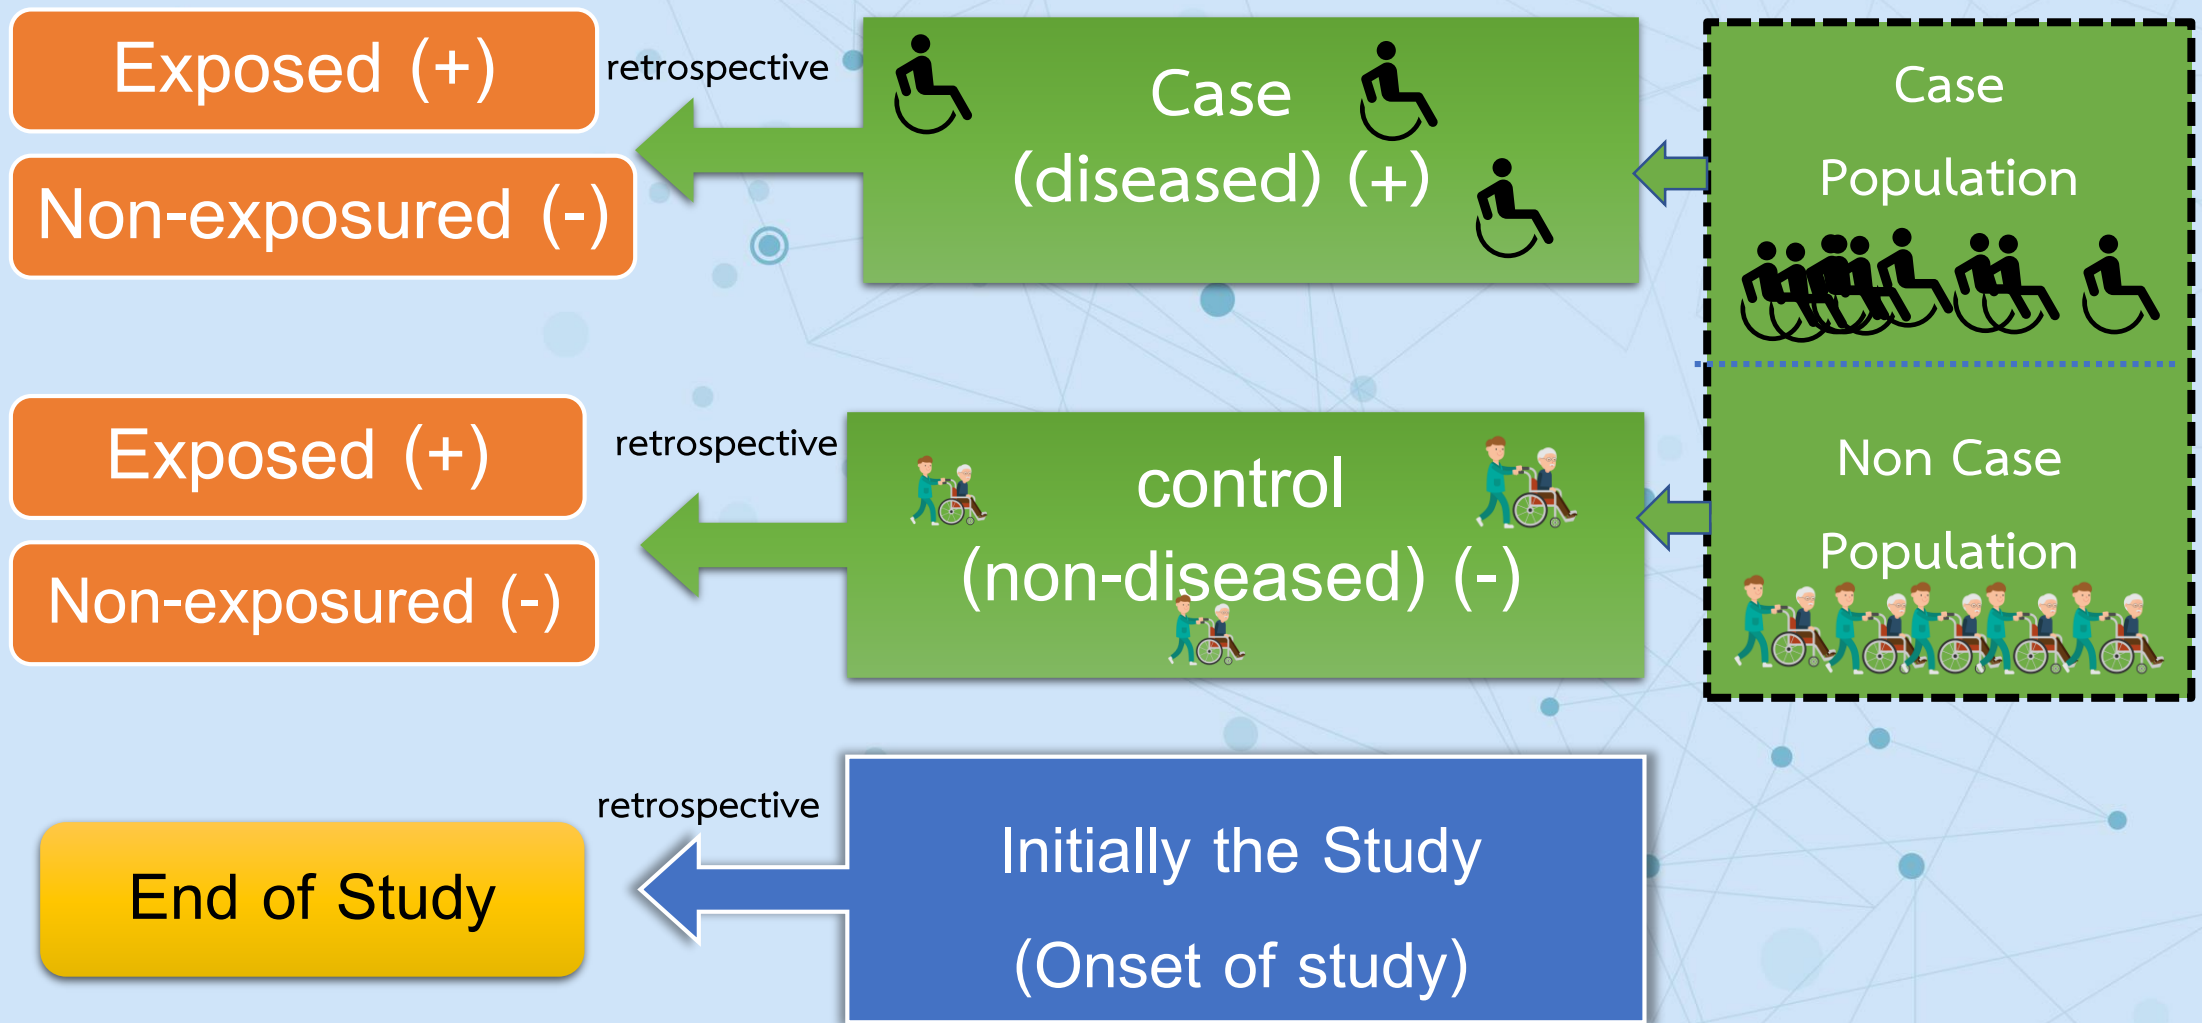 Exposed (+)
Non-exposured (-)
retrospective
Case
(diseased) (+)
Case
Population
Exposed (+)
Non-exposured (-)
retrospective
control
(non-diseased) (-)
Non Case
Population
End of Study
retrospective
Initially the Study
(Onset of study)